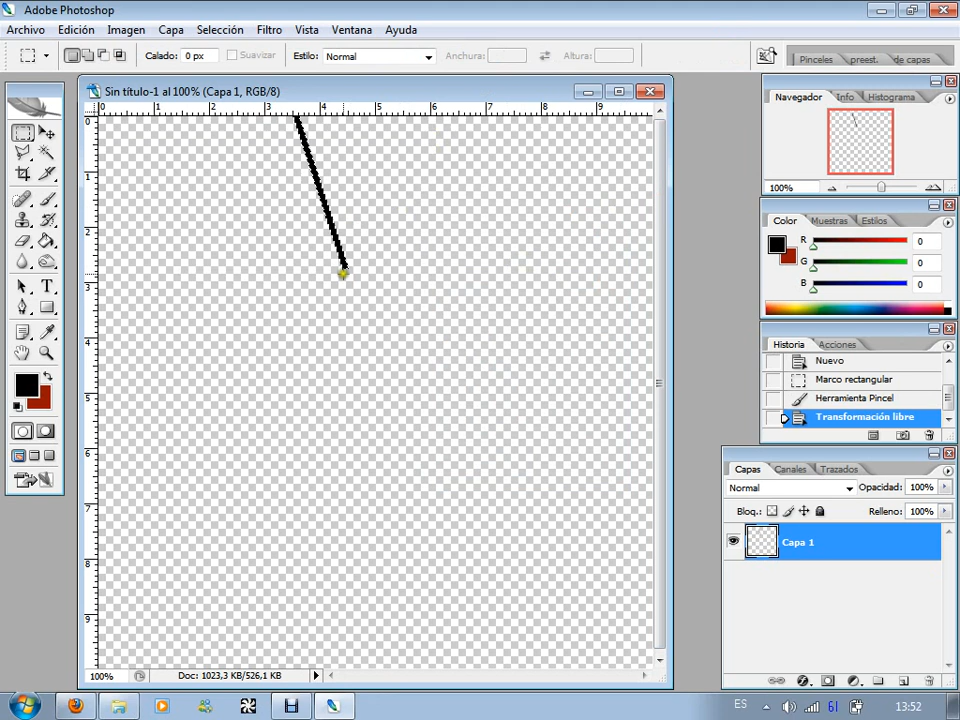 Adobe Photoshop
Archivo Edición Imagen Capa Selección Filtro Vista Ventana Ayuda
Calado: 0 px Suavizar Estilo: Normal Anchura: Altura: Pinceles preest. de capas
Sin título-1 al 100% (Capa 1, RGB/8)
0 1 2 3 4 5 6 7 8 9
0
1
2
3
4
5
6
7
8
9
100% Doc: 1023,3 KB/526,1 KB
Navegador Info Histograma
100%
Color Muestras Estilos
R 0
G 0
B 0
Historia Acciones
Nuevo
Marco rectangular
Herramienta Pincel
Transformación libre
Capas Canales Trazados
Normal Opacidad: 100%
Bloq.: Relleno: 100%
Capa 1
ES 13:52